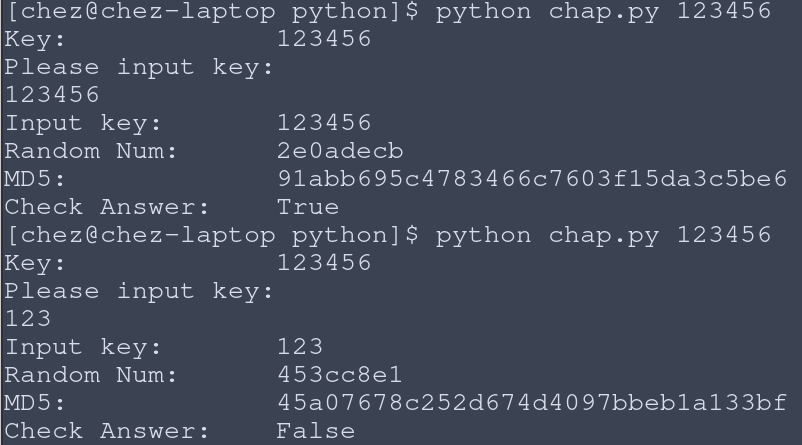 [chez@chez-laptop python]$ python chap.py 123456
Key: 123456
Please input key:
123456
Input key: 123456
Random Num: 2e0adecb
MD5: 91abb695c4783466c7603f15da3c5be6
Check Answer: True
[chez@chez-laptop python]$ python chap.py 123456
Key: 123456
Please input key:
123
Input key: 123
Random Num: 453cc8e1
MD5: 45a07678c252d674d4097bbeb1a133bf
Check Answer: False